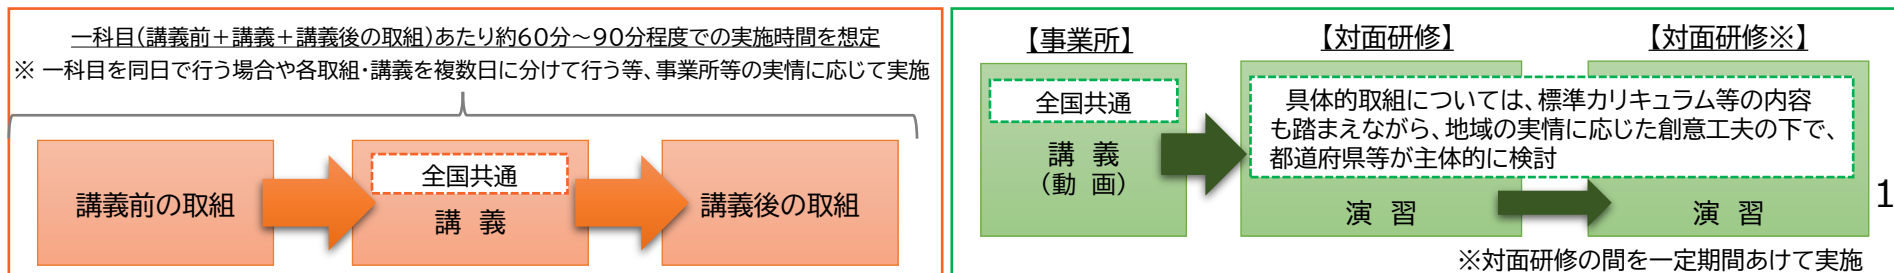 一科目(講義前+講義+講義後の取組)あたり約60分~90分程度での実施時間を想定
※ 一科目を同日で行う場合や各取組・講義を複数日に分けて行う等、事業所等の実情に応じて実施
講義前の取組
全国共通
講 義
講義後の取組
【事業所】
全国共通
講 義
(動 画)
【対面研修】
【対面研修※】
具体的取組については、標準カリキュラム等の内容
も踏まえながら、地域の実情に応じた創意工夫の下で、
都道府県等が主体的に検討
演 習
演 習
※対面研修の間を一定期間あけて実施
1